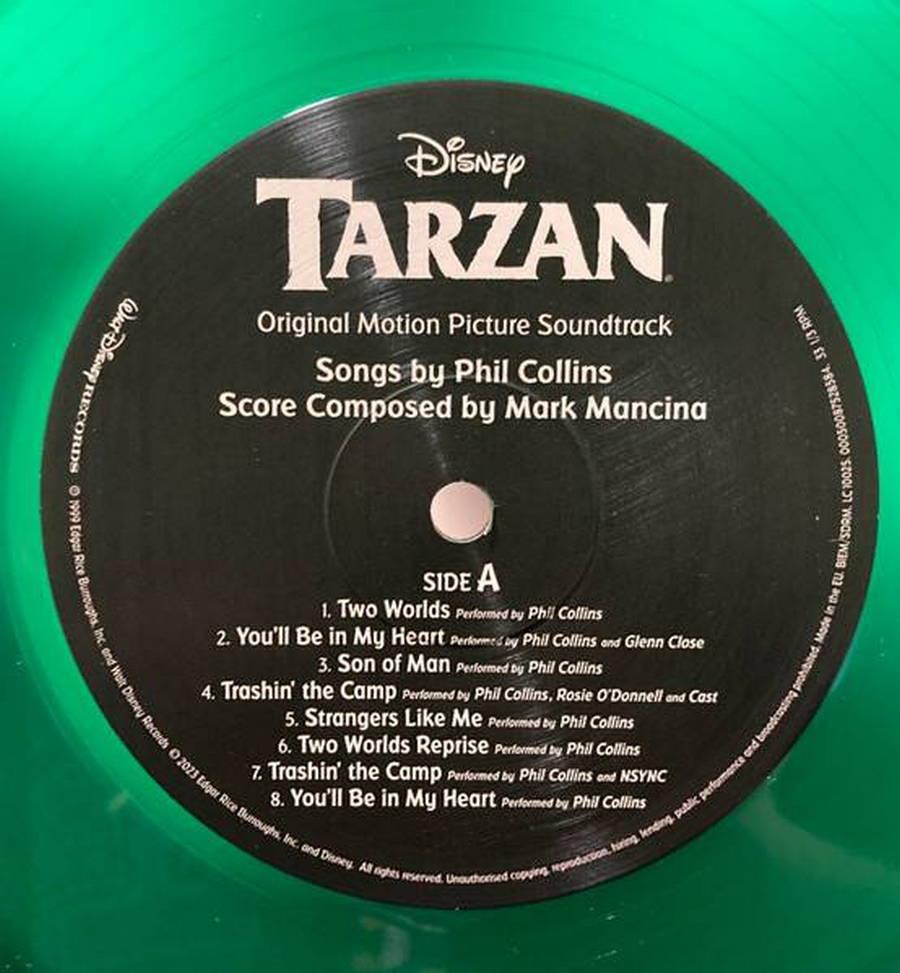 Disney
TARZAN
Original Motion Picture Soundtrack
Songs by Phil Collins
Score Composed by Mark Mancina
SIDE A
1. Two Worlds Performed by Phil Collins
2. You'll Be in My Heart Performed by Phil Collins and Glenn Close
3. Son of Man Performed by Phil Collins
4. Trashin' the Camp Performed by Phil Collins, Rosie O'Donnell and Cast
5. Strangers Like Me Performed by Phil Collins
6. Two Worlds Reprise Performed by Phil Collins
7. Trashin' the Camp Performed by Phil Collins and NSYNC
8. You'll Be in My Heart Performed by Phil Collins
Walt Disney RECORDS ℗ 1999 Edgar Rice Burroughs, Inc. and Walt Disney Records © 2023 Edgar Rice Burroughs, Inc. and Disney. All rights reserved. Unauthorised copying, reproduction, hiring, lending, public performance and broadcasting prohibited. Made in the EU. BIEM/SDRM. LC 10025. 00050087528584. 33 1/3 RPM